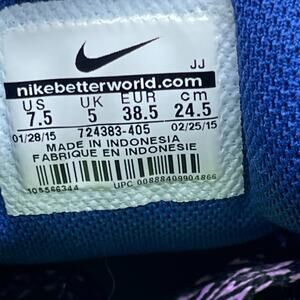 JJ
nikebetterworld.com
US UK EUR cm
7.5 5 38.5 24.5
01/28/15 724383-405 02/25/15
MADE IN INDONESIA
FABRIQUE EN INDONESIE
105566344
UPC 00888409904866